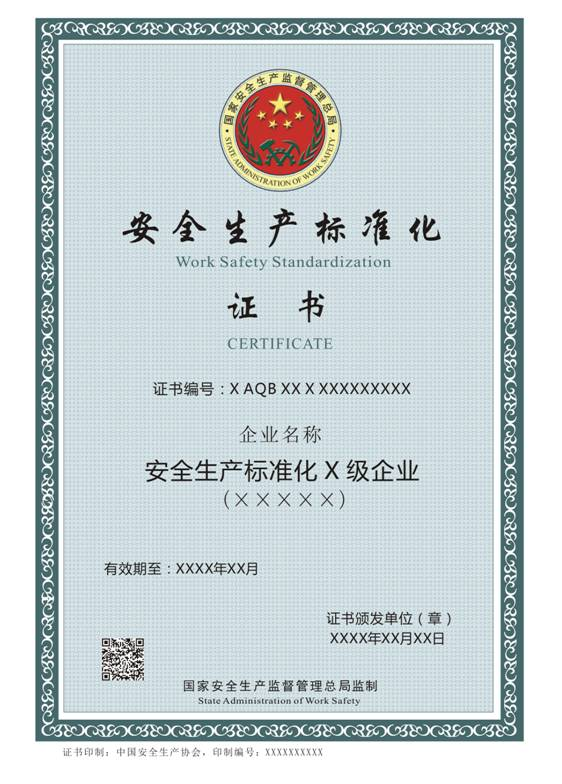 国家安全生产监督管理总局
STATE ADMINISTRATION OF WORK SAFETY
安全生产标准化
Work Safety Standardization
证书
CERTIFICATE
证书编号：X AQB XX X XXXXXXXXX
企业名称
安全生产标准化 X 级企业
（×××××）
有效期至：XXXX年XX月
证书颁发单位（章）
XXXX年XX月XX日
国家安全生产监督管理总局监制
State Administration of Work Safety
证书印制：中国安全生产协会，印制编号：XXXXXXXXXX